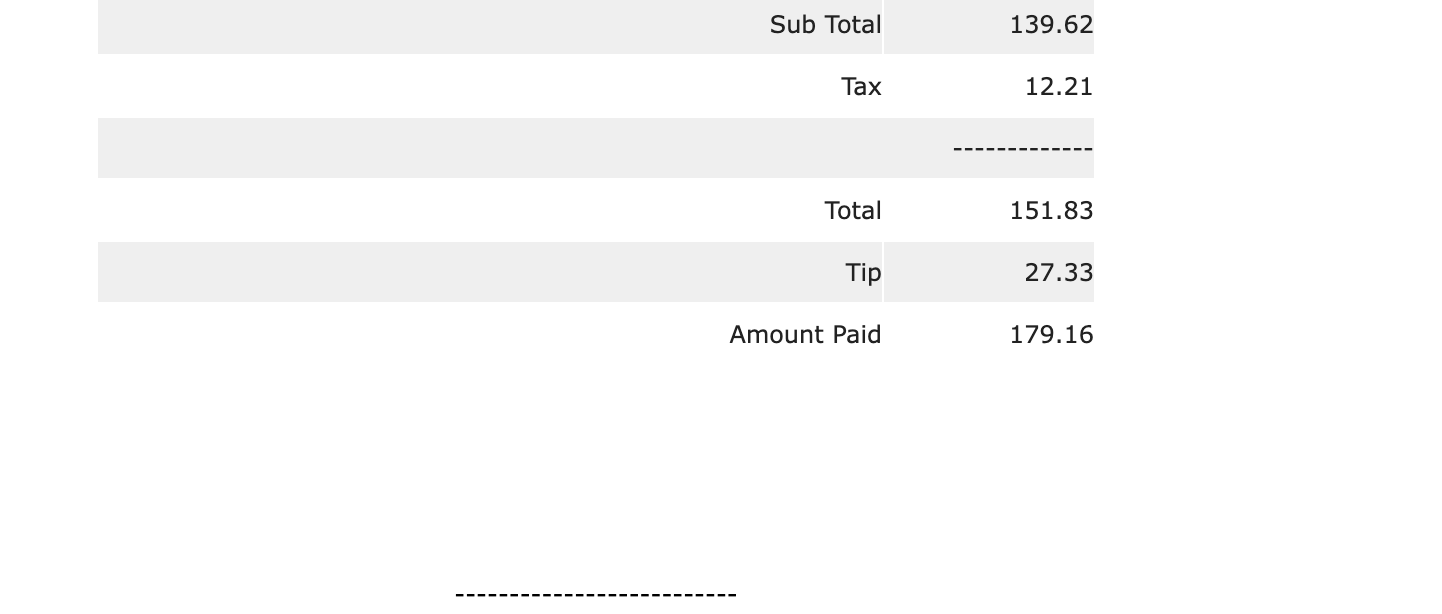 Sub Total 139.62
Tax 12.21
-------------
Total 151.83
Tip 27.33
Amount Paid 179.16
--------------------------